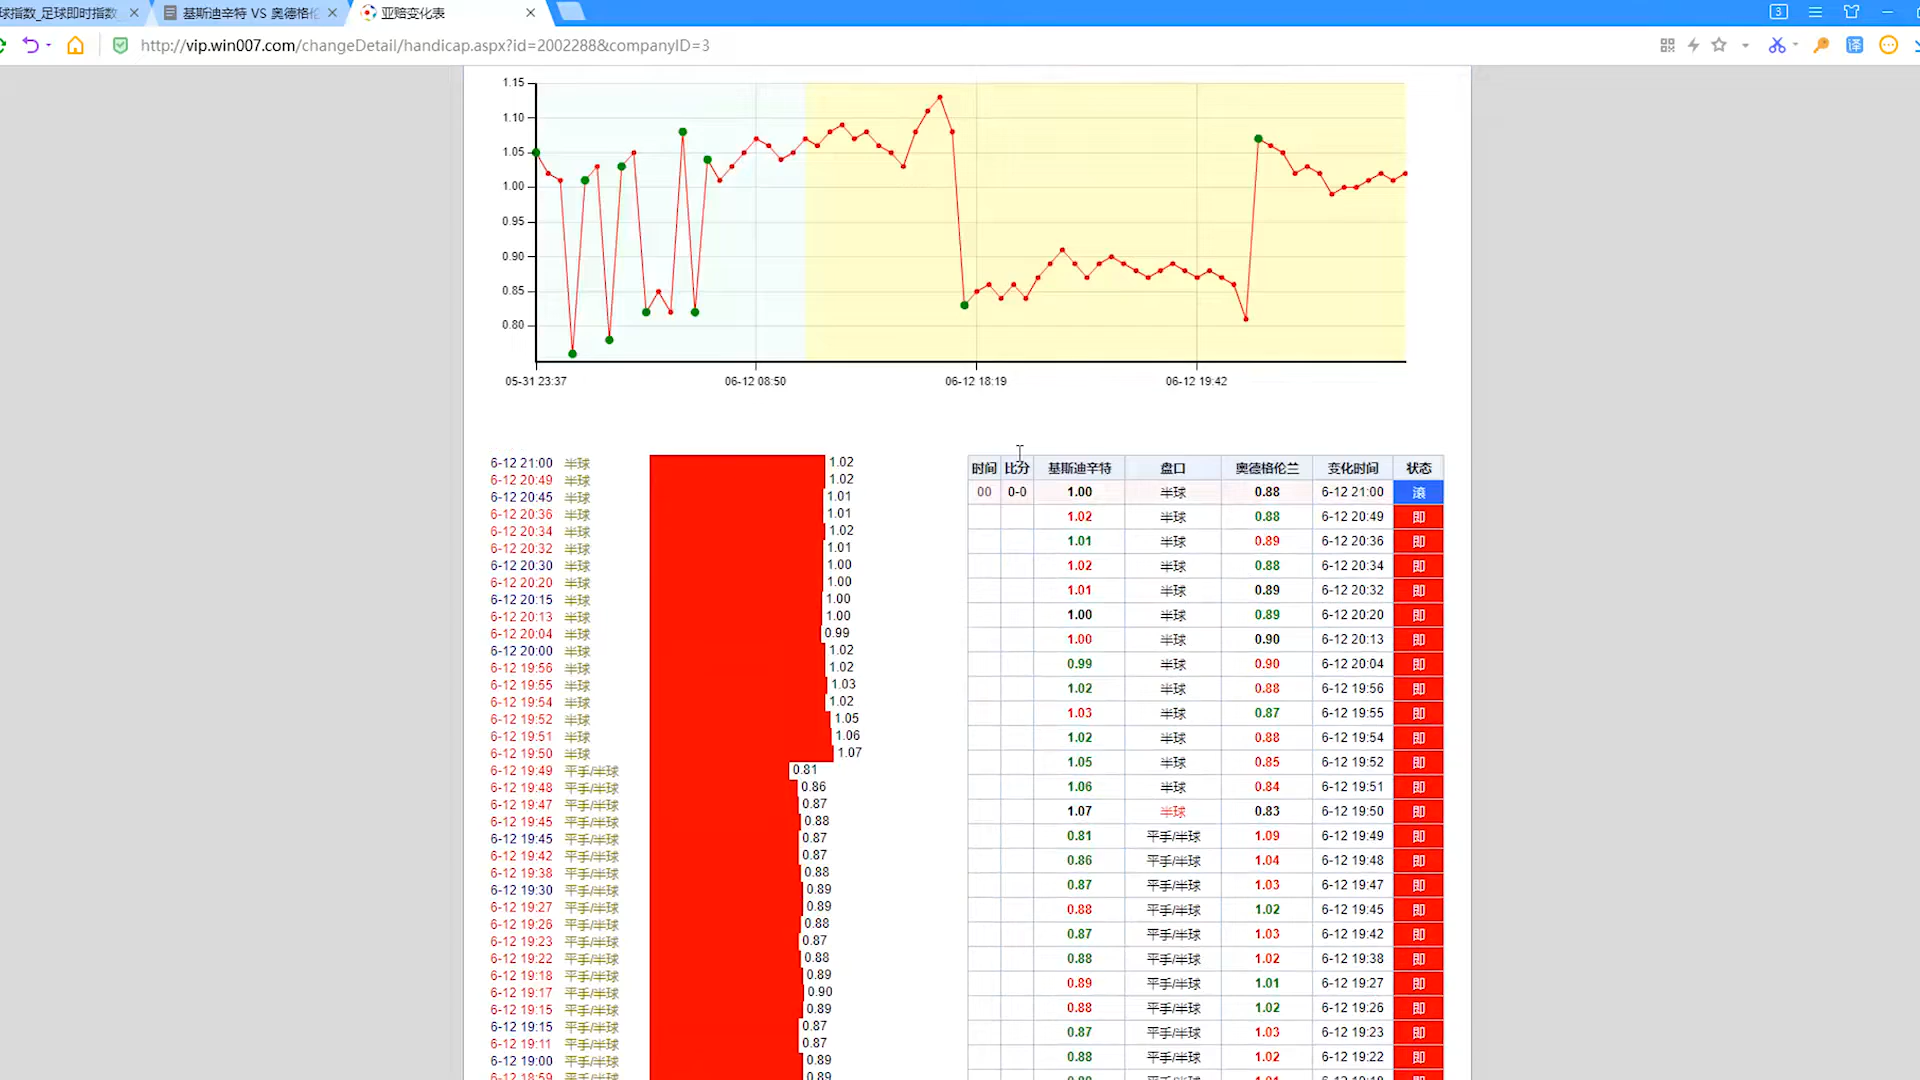 球指数_足球即时指数
基斯迪辛特 VS 奥德格伦
亚赔变化表
3
http://vip.win007.com/changeDetail/handicap.aspx?id=2002288&companyID=3
译
1.15
1.10
1.05
1.00
0.95
0.90
0.85
0.80
05-31 23:37 06-12 08:50 06-12 18:19 06-12 19:42
6-12 21:00 半球 1.02
6-12 20:49 半球 1.02
6-12 20:45 半球 1.01
6-12 20:36 半球 1.01
6-12 20:34 半球 1.02
6-12 20:32 半球 1.01
6-12 20:30 半球 1.00
6-12 20:20 半球 1.00
6-12 20:15 半球 1.00
6-12 20:13 半球 1.00
6-12 20:04 半球 0.99
6-12 20:00 半球 1.02
6-12 19:56 半球 1.02
6-12 19:55 半球 1.03
6-12 19:54 半球 1.02
6-12 19:52 半球 1.05
6-12 19:51 半球 1.06
6-12 19:50 半球 1.07
6-12 19:49 平手/半球 0.81
6-12 19:48 平手/半球 0.86
6-12 19:47 平手/半球 0.87
6-12 19:45 平手/半球 0.88
6-12 19:45 平手/半球 0.87
6-12 19:42 平手/半球 0.87
6-12 19:38 平手/半球 0.88
6-12 19:30 平手/半球 0.89
6-12 19:27 平手/半球 0.89
6-12 19:26 平手/半球 0.88
6-12 19:23 平手/半球 0.87
6-12 19:22 平手/半球 0.88
6-12 19:18 平手/半球 0.89
6-12 19:17 平手/半球 0.90
6-12 19:15 平手/半球 0.89
6-12 19:15 平手/半球 0.87
6-12 19:11 平手/半球 0.87
6-12 19:00 平手/半球 0.89
6-12 18:59 平手/半球 0.89
时间 比分 基斯迪辛特 盘口 奥德格伦兰 变化时间 状态
00 0-0 1.00 半球 0.88 6-12 21:00 滚
1.02 半球 0.88 6-12 20:49 即
1.01 半球 0.89 6-12 20:36 即
1.02 半球 0.88 6-12 20:34 即
1.01 半球 0.89 6-12 20:32 即
1.00 半球 0.89 6-12 20:20 即
1.00 半球 0.90 6-12 20:13 即
0.99 半球 0.90 6-12 20:04 即
1.02 半球 0.88 6-12 19:56 即
1.03 半球 0.87 6-12 19:55 即
1.02 半球 0.88 6-12 19:54 即
1.05 半球 0.85 6-12 19:52 即
1.06 半球 0.84 6-12 19:51 即
1.07 半球 0.83 6-12 19:50 即
0.81 平手/半球 1.09 6-12 19:49 即
0.86 平手/半球 1.04 6-12 19:48 即
0.87 平手/半球 1.03 6-12 19:47 即
0.88 平手/半球 1.02 6-12 19:45 即
0.87 平手/半球 1.03 6-12 19:42 即
0.88 平手/半球 1.02 6-12 19:38 即
0.89 平手/半球 1.01 6-12 19:27 即
0.88 平手/半球 1.02 6-12 19:26 即
0.87 平手/半球 1.03 6-12 19:23 即
0.88 平手/半球 1.02 6-12 19:22 即